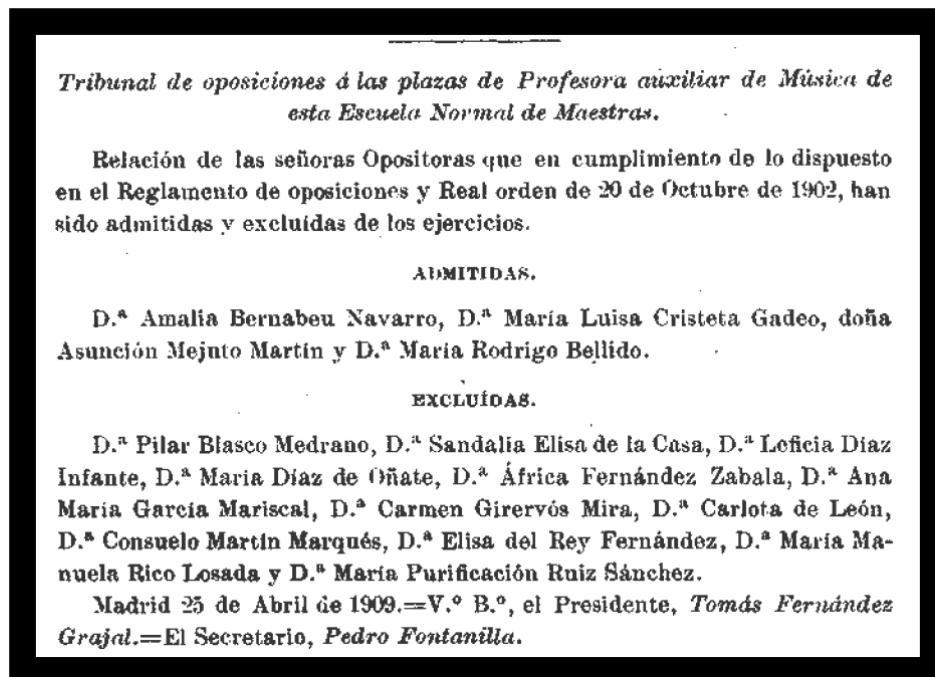 Tribunal de oposiciones á las plazas de Profesora auxiliar de Música de
esta Escuela Normal de Maestras.
Relación de las señoras Opositoras que en cumplimiento de lo dispuesto
en el Reglamento de oposiciones y Real orden de 20 de Octubre de 1902, han
sido admitidas y excluídas de los ejercicios.
ADMITIDAS.
D.ª Amalia Bernabeu Navarro, D.ª María Luisa Cristeta Gadeo, doña
Asunción Mejnto Martín y D.ª María Rodrigo Bellido.
EXCLUÍDAS.
D.ª Pilar Blasco Medrano, D.ª Sandalia Elisa de la Casa, D.ª Leticia Díaz
Infante, D.ª María Díaz de Oñate, D.ª África Fernández Zabala, D.ª Ana
María García Mariscal, D.ª Carmen Girervós Mira, D.ª Carlota de León,
D.ª Consuelo Martín Marqués, D.ª Elisa del Rey Fernández, D.ª María Ma-
nuela Rico Losada y D.ª María Purificación Ruiz Sánchez.
Madrid 25 de Abril de 1909.=V.º B.º, el Presidente, Tomás Fernández
Grajal.=El Secretario, Pedro Fontanilla.